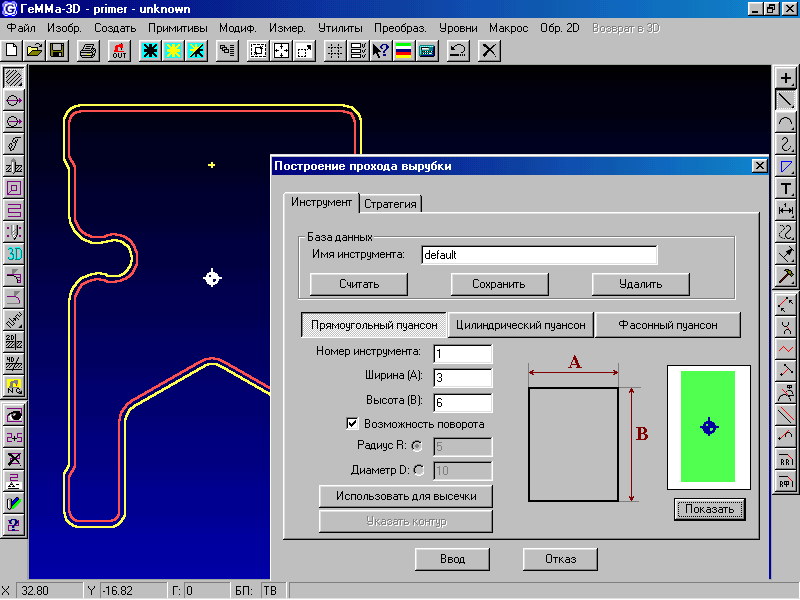 ГеММа-3D - primer - unknown
Файл Изобр. Создать Примитивы Модиф. Измер. Утилиты Преобраз. Уровни Макрос Обр. 2D Возврат в 3D
OUT
3D
Построение прохода вырубки
Инструмент Стратегия
База данных
Имя инструмента: default
Считать Сохранить Удалить
Прямоугольный пуансон Цилиндрический пуансон Фасонный пуансон
Номер инструмента: 1
Ширина (A): 3
Высота (B): 6
Возможность поворота
Радиус R: 5
Диаметр D: 10
Использовать для высечки
Указать контур
A
B
Показать
Ввод Отказ
X 32.80 Y -16.82 Г: 0 БП: ТВ